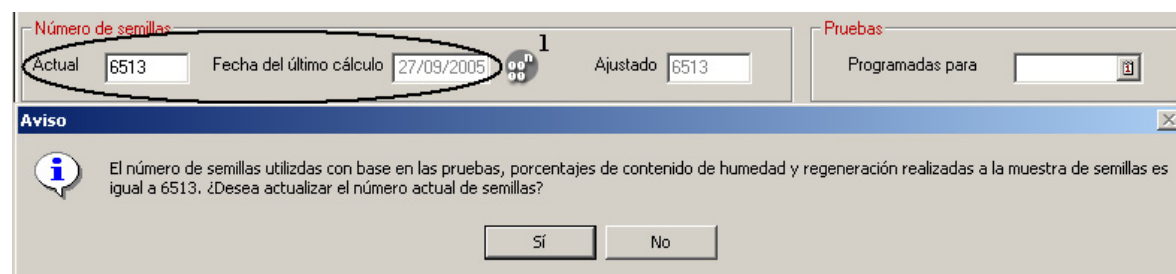 Número de semillas
Pruebas
Actual 6513 Fecha del último cálculo 27/09/2005 n 1 Ajustado 6513 Programadas para
Aviso
El número de semillas utilizdas con base en las pruebas, porcentajes de contenido de humedad y regeneración realizadas a la muestra de semillas es
igual a 6513. ¿Desea actualizar el número actual de semillas?
Sí No